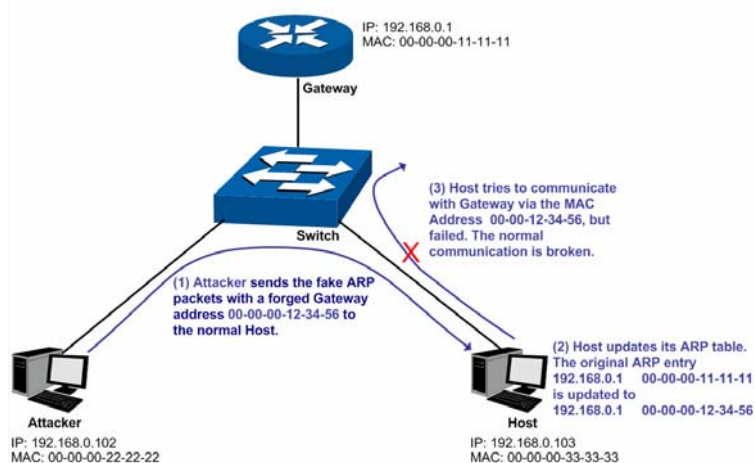 IP: 192.168.0.1
MAC: 00-00-00-11-11-11
Gateway
(3) Host tries to communicate
with Gateway via the MAC
Address 00-00-12-34-56, but
failed. The normal
communication is broken.
Switch
(1) Attacker sends the fake ARP
packets with a forged Gateway
address 00-00-00-12-34-56 to
the normal Host.
(2) Host updates its ARP table.
The original ARP entry
192.168.0.1 00-00-00-11-11-11
is updated to
192.168.0.1 00-00-00-12-34-56
Attacker
IP: 192.168.0.102
MAC: 00-00-00-22-22-22
Host
IP: 192.168.0.103
MAC: 00-00-00-33-33-33